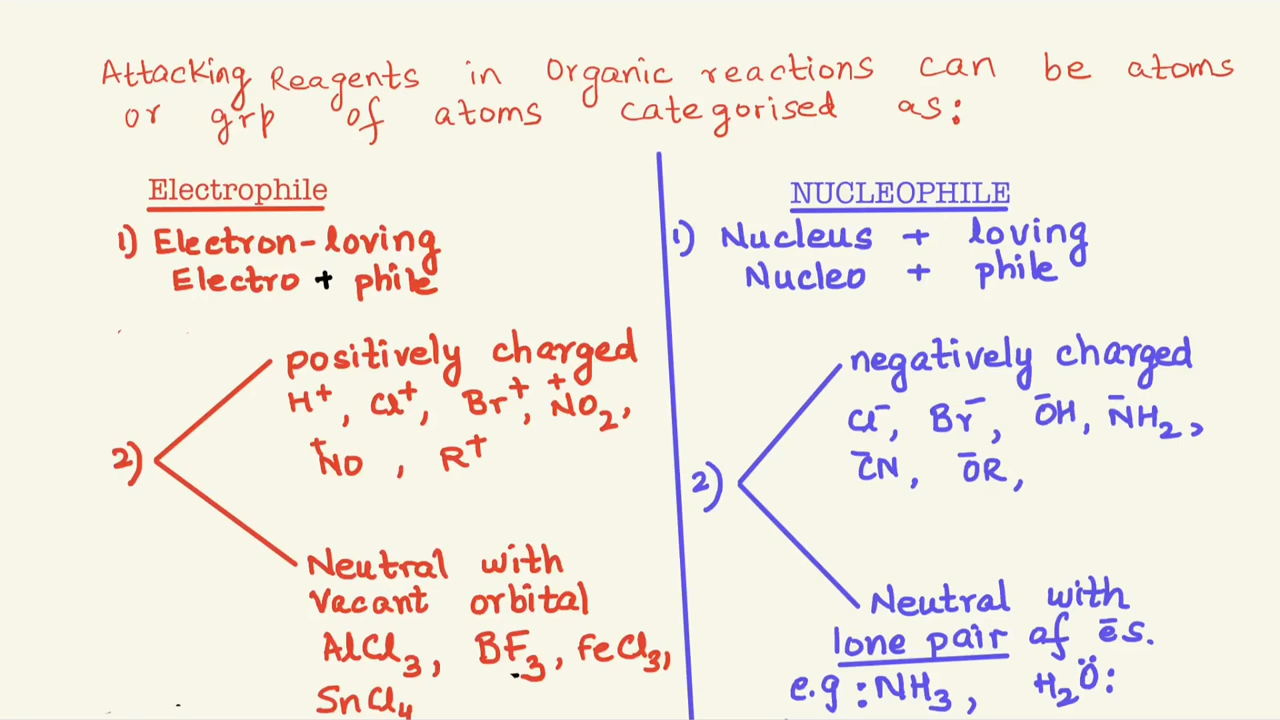 Attacking Reagents in organic reactions can be atoms
or grp of atoms categorised as:
Electrophile
1) Electron-loving
Electro + phile
2)
positively charged
H⁺, Cl⁺, Br⁺, ⁺NO₂,
⁺NO, R⁺
Neutral with
vacant orbital
AlCl₃, BF₃, FeCl₃,
SnCl₄
NUCLEOPHILE
1) Nucleus + loving
Nucleo + phile
2)
negatively charged
Cl⁻, Br⁻, ⁻OH, ⁻NH₂,
⁻CN, ⁻OR,
Neutral with
lone pair af ēs.
e.g : NH₃, H₂Ö: